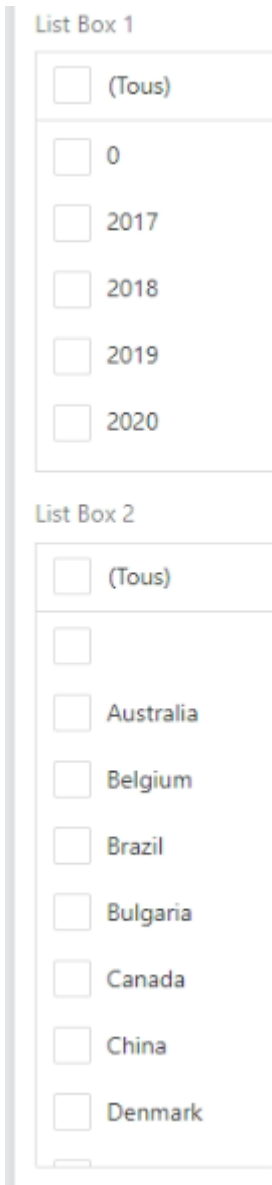 List Box 1
(Tous)
0
2017
2018
2019
2020
List Box 2
(Tous)
Australia
Belgium
Brazil
Bulgaria
Canada
China
Denmark